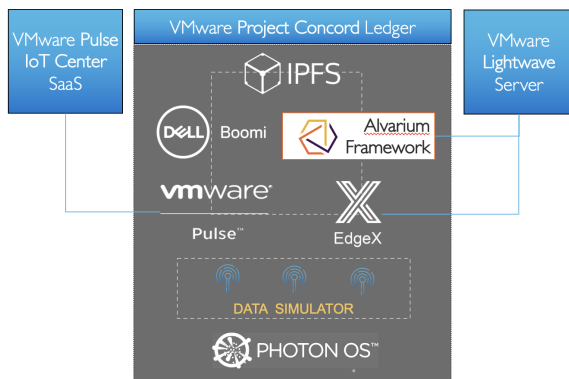 VMware Pulse
IoT Center
SaaS
VMware Project Concord Ledger
VMware
Lightwave
Server
IPFS
DELL
Boomi
Alvarium
Framework
vmware®
Pulse™
EdgeX
DATA SIMULATOR
PHOTON OS™